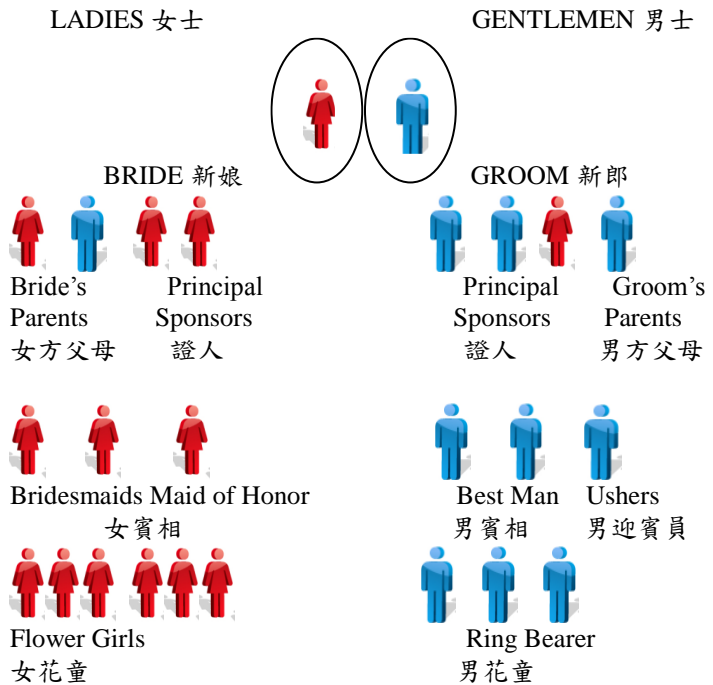 LADIES 女士 GENTLEMEN 男士
BRIDE 新娘 GROOM 新郎
Bride's Principal Principal Groom's
Parents Sponsors Sponsors Parents
女方父母 證人 證人 男方父母
Bridesmaids Maid of Honor Best Man Ushers
女賓相 男賓相 男迎賓員
Flower Girls Ring Bearer
女花童 男花童